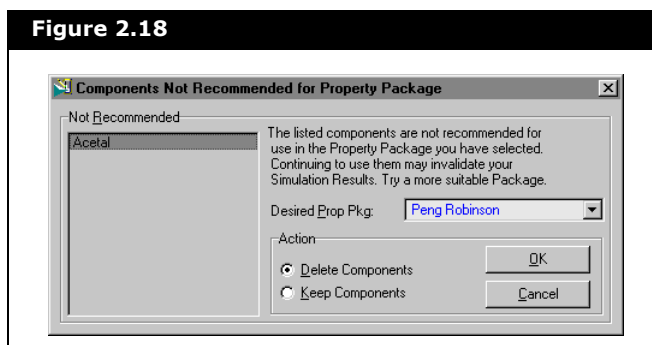 Figure 2.18
Components Not Recommended for Property Package
Not Recommended
Acetal
The listed components are not recommended for
use in the Property Package you have selected.
Continuing to use them may invalidate your
Simulation Results. Try a more suitable Package.
Desired Prop Pkg:
Peng Robinson
Action
Delete Components
Keep Components
OK
Cancel